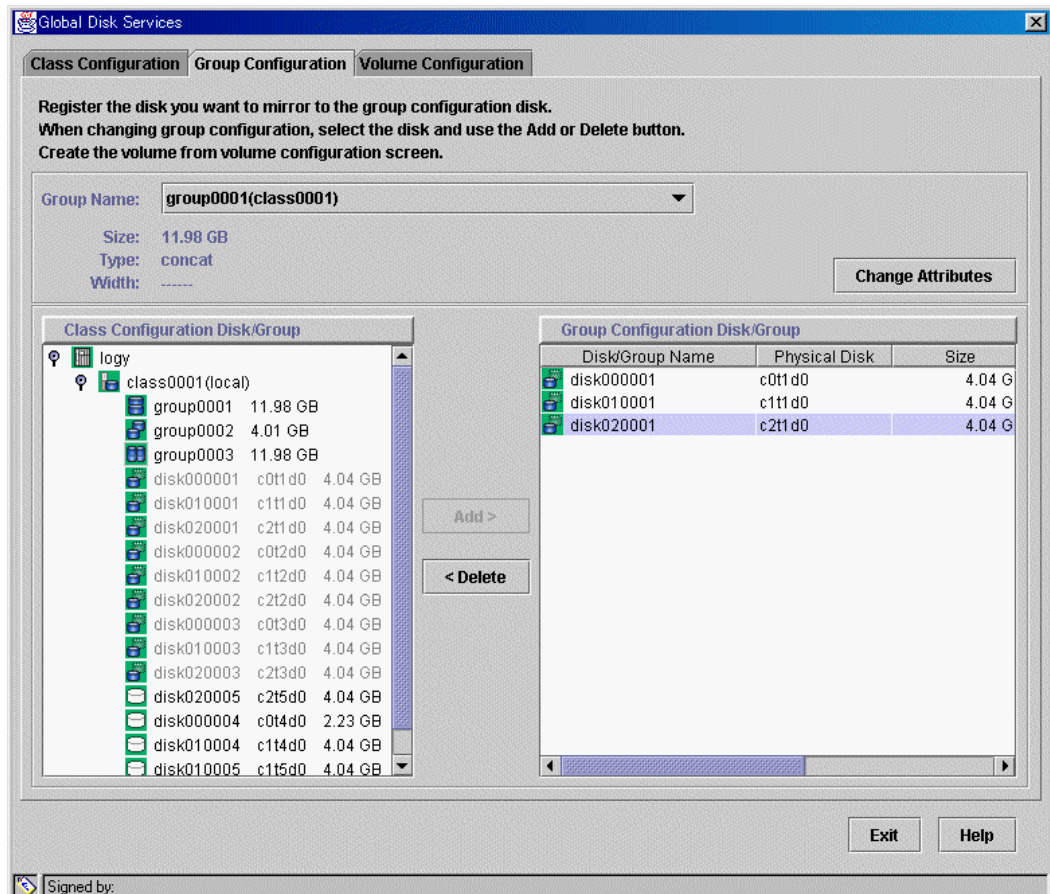 Global Disk Services
Class Configuration Group Configuration Volume Configuration
Register the disk you want to mirror to the group configuration disk.
When changing group configuration, select the disk and use the Add or Delete button.
Create the volume from volume configuration screen.
Group Name: group0001(class0001)
Size: 11.98 GB
Type: concat
Width: ------
Change Attributes
Class Configuration Disk/Group
logy
class0001(local)
group0001 11.98 GB
group0002 4.01 GB
group0003 11.98 GB
disk000001 c0t1d0 4.04 GB
disk010001 c1t1d0 4.04 GB
disk020001 c2t1d0 4.04 GB
disk000002 c0t2d0 4.04 GB
disk010002 c1t2d0 4.04 GB
disk020002 c2t2d0 4.04 GB
disk000003 c0t3d0 4.04 GB
disk010003 c1t3d0 4.04 GB
disk020003 c2t3d0 4.04 GB
disk020005 c2t5d0 4.04 GB
disk000004 c0t4d0 2.23 GB
disk010004 c1t4d0 4.04 GB
disk010005 c1t5d0 4.04 GB
Add >
< Delete
Group Configuration Disk/Group
Disk/Group Name Physical Disk Size
disk000001 c0t1d0 4.04 G
disk010001 c1t1d0 4.04 G
disk020001 c2t1d0 4.04 G
Exit Help
Signed by: